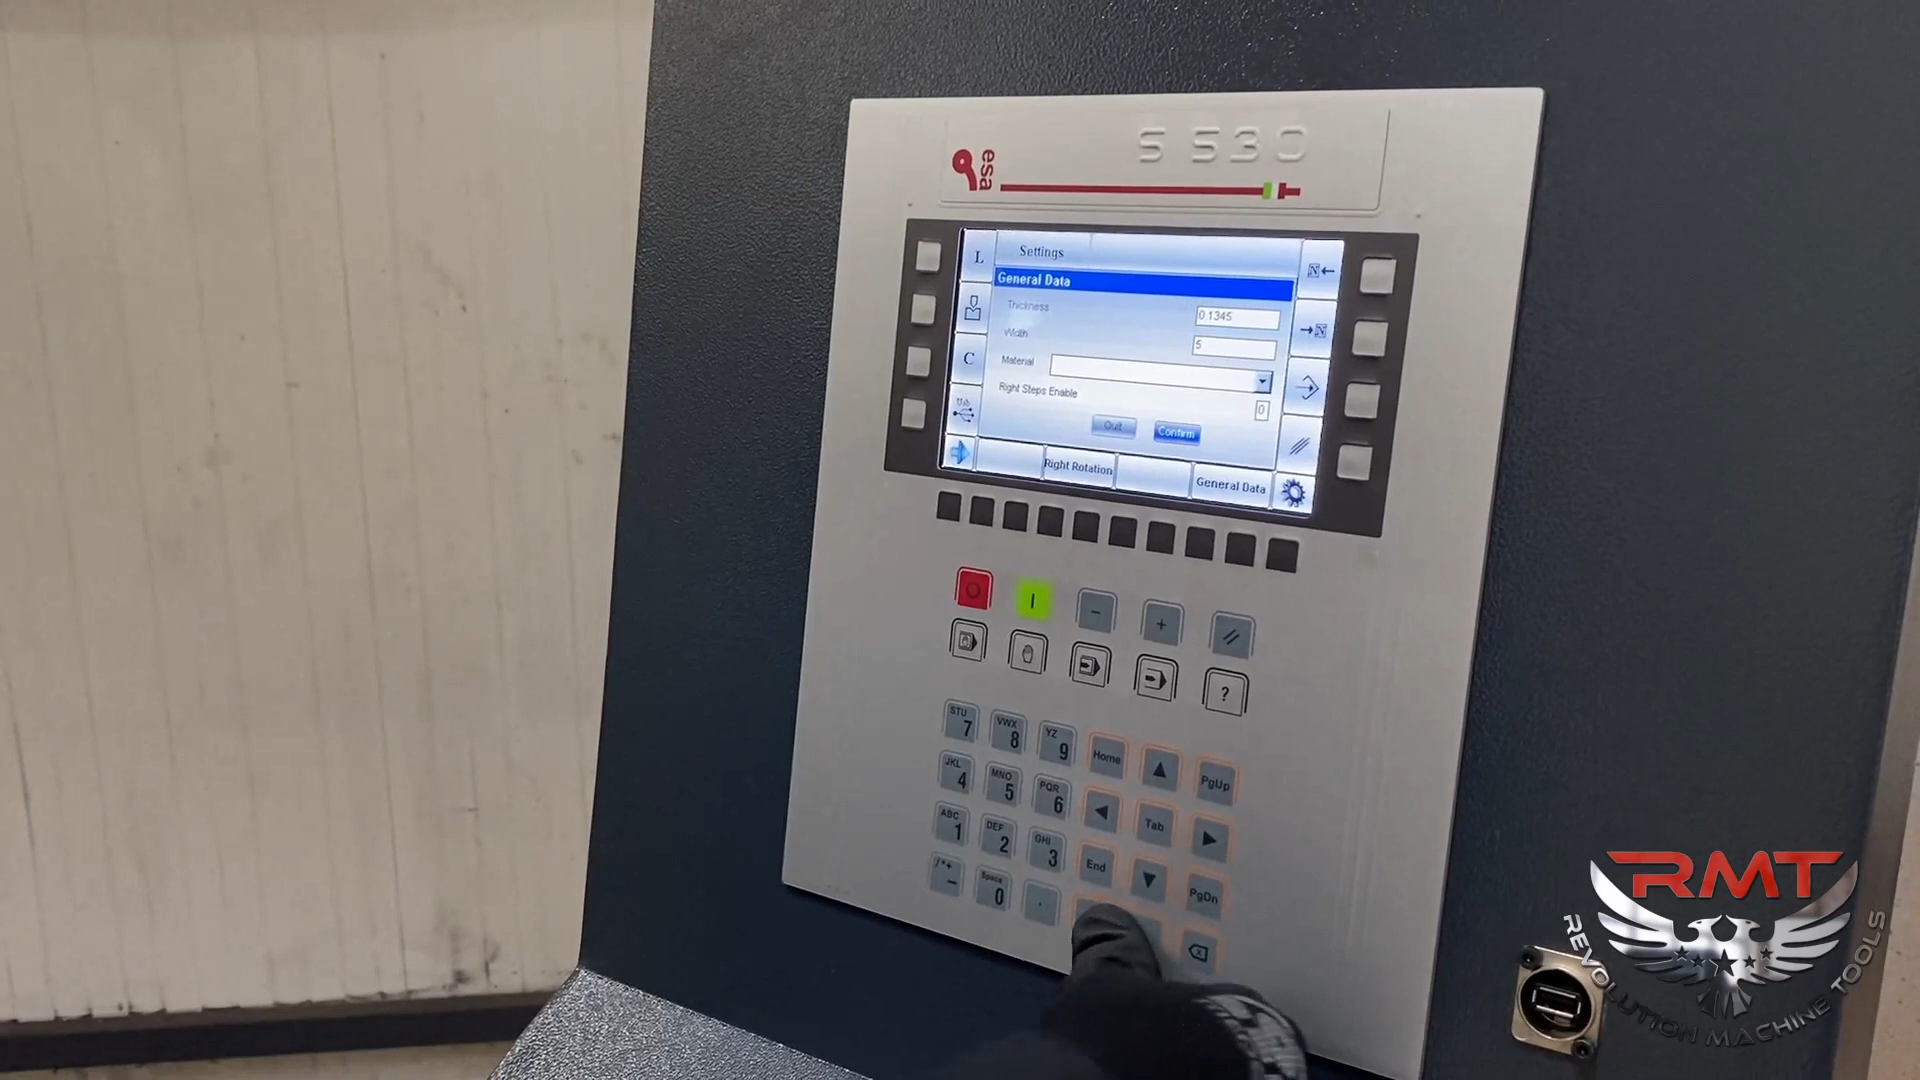 S 530
esa
L
Settings
General Data
Thickness
0.1345
Width
5
Material
C
Right Steps Enable
0
Usb
Quit
Confirm
Right Rotation
General Data
N
N
?
STU 7
VWX 8
YZ 9
Home
PgUp
JKL 4
MNO 5
PQR 6
Tab
ABC 1
DEF 2
GHI 3
End
PgDn
/*+ -
Space 0
.
RMT
REVOLUTION MACHINE TOOLS